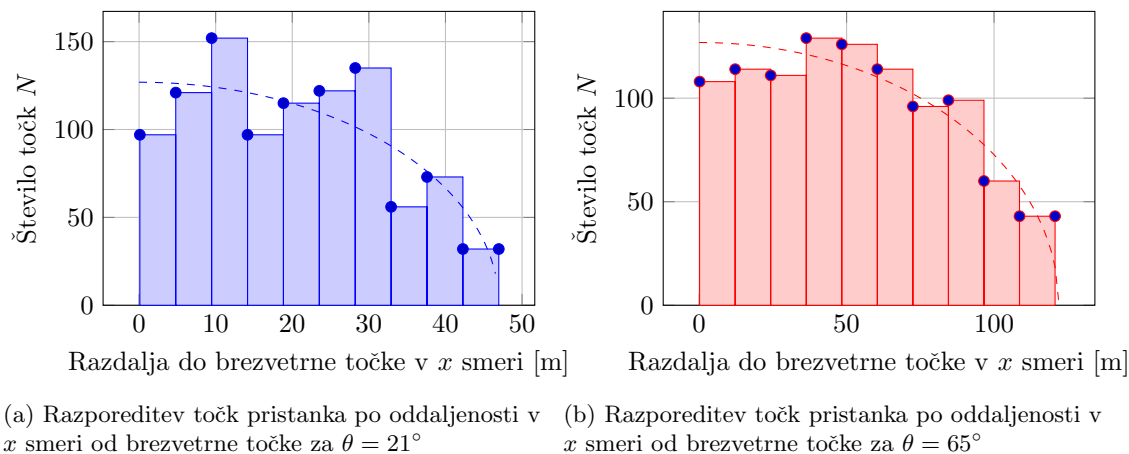 150
100
50
0
Število točk N
0 10 20 30 40 50
Razdalja do brezvetrne točke v x smeri [m]
(a) Razporeditev točk pristanka po oddaljenosti v
x smeri od brezvetrne točke za θ = 21°
100
50
0
Število točk N
0 50 100
Razdalja do brezvetrne točke v x smeri [m]
(b) Razporeditev točk pristanka po oddaljenosti v
x smeri od brezvetrne točke za θ = 65°